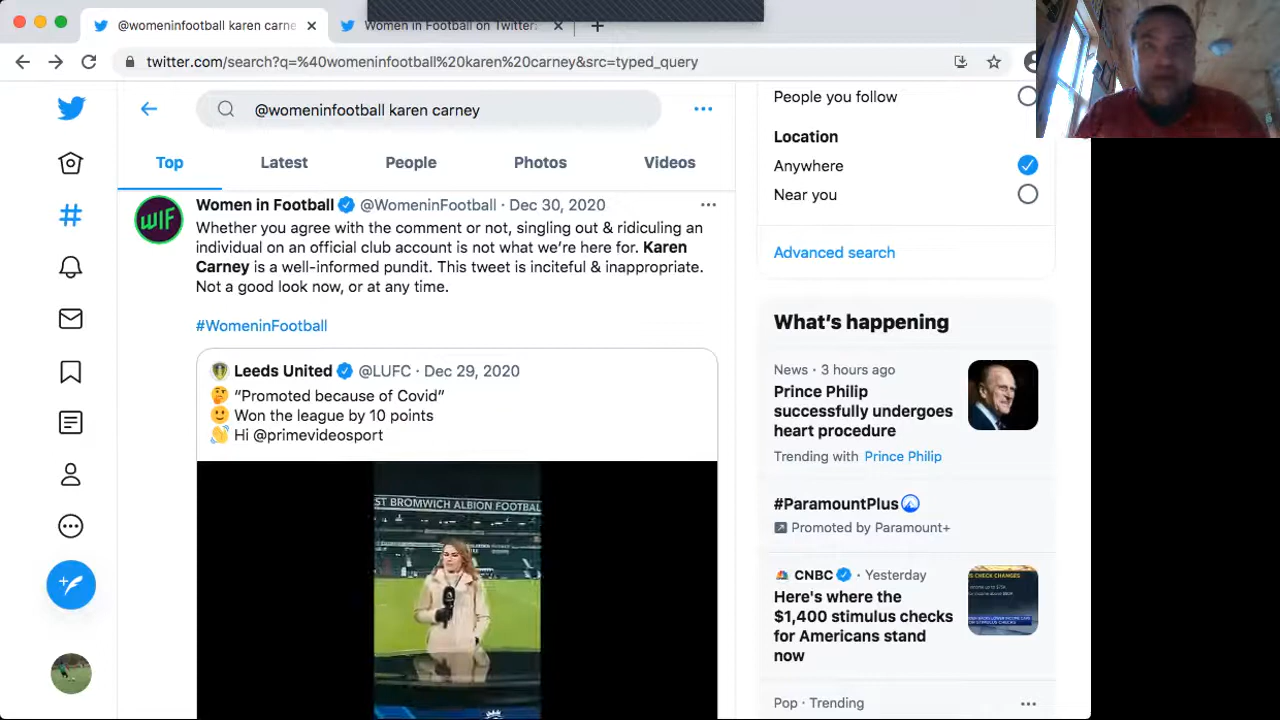 @womeninfootball karen carne
Women in Football on Twitter:
twitter.com/search?q=%40womeninfootball%20karen%20carney&src=typed_query
@womeninfootball karen carney
Top
Latest
People
Photos
Videos
Women in Football @WomenInFootball · Dec 30, 2020
Whether you agree with the comment or not, singling out & ridiculing an
individual on an official club account is not what we're here for. Karen
Carney is a well-informed pundit. This tweet is inciteful & inappropriate.
Not a good look now, or at any time.
#WomeninFootball
WIF
Leeds United @LUFC · Dec 29, 2020
🤔 “Promoted because of Covid”
🙂 Won the league by 10 points
👋 Hi @primevideosport
ST BROMWICH ALBION FOOTBAL
People you follow
Location
Anywhere
Near you
Advanced search
What's happening
News · 3 hours ago
Prince Philip
successfully undergoes
heart procedure
Trending with Prince Philip
#ParamountPlus
Promoted by Paramount+
CNBC · Yesterday
Here's where the
$1,400 stimulus checks
for Americans stand
now
S CHECK CHANGES
Pop · Trending